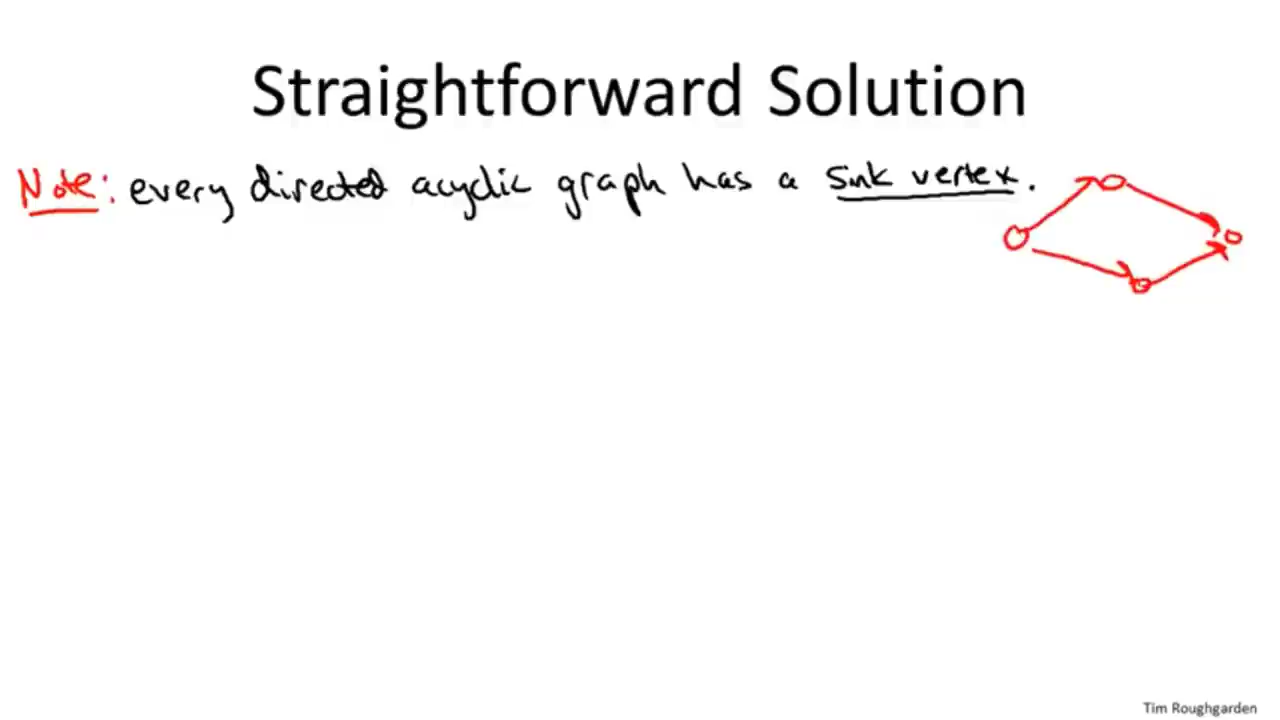 Straightforward Solution
Note: every directed acyclic graph has a sink vertex.
Tim Roughgarden